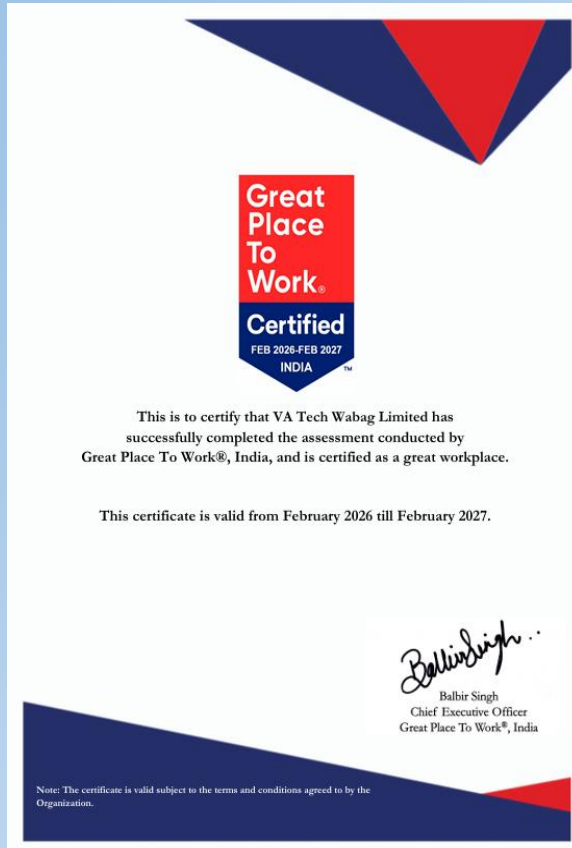 Great
Place
To
Work®
Certified
FEB 2026-FEB 2027
INDIA
TM
This is to certify that VA Tech Wabag Limited has
successfully completed the assessment conducted by
Great Place To Work®, India, and is certified as a great workplace.
This certificate is valid from February 2026 till February 2027.
Balbir Singh..
Balbir Singh
Chief Executive Officer
Great Place To Work®, India
Note: The certificate is valid subject to the terms and conditions agreed to by the
Organization.